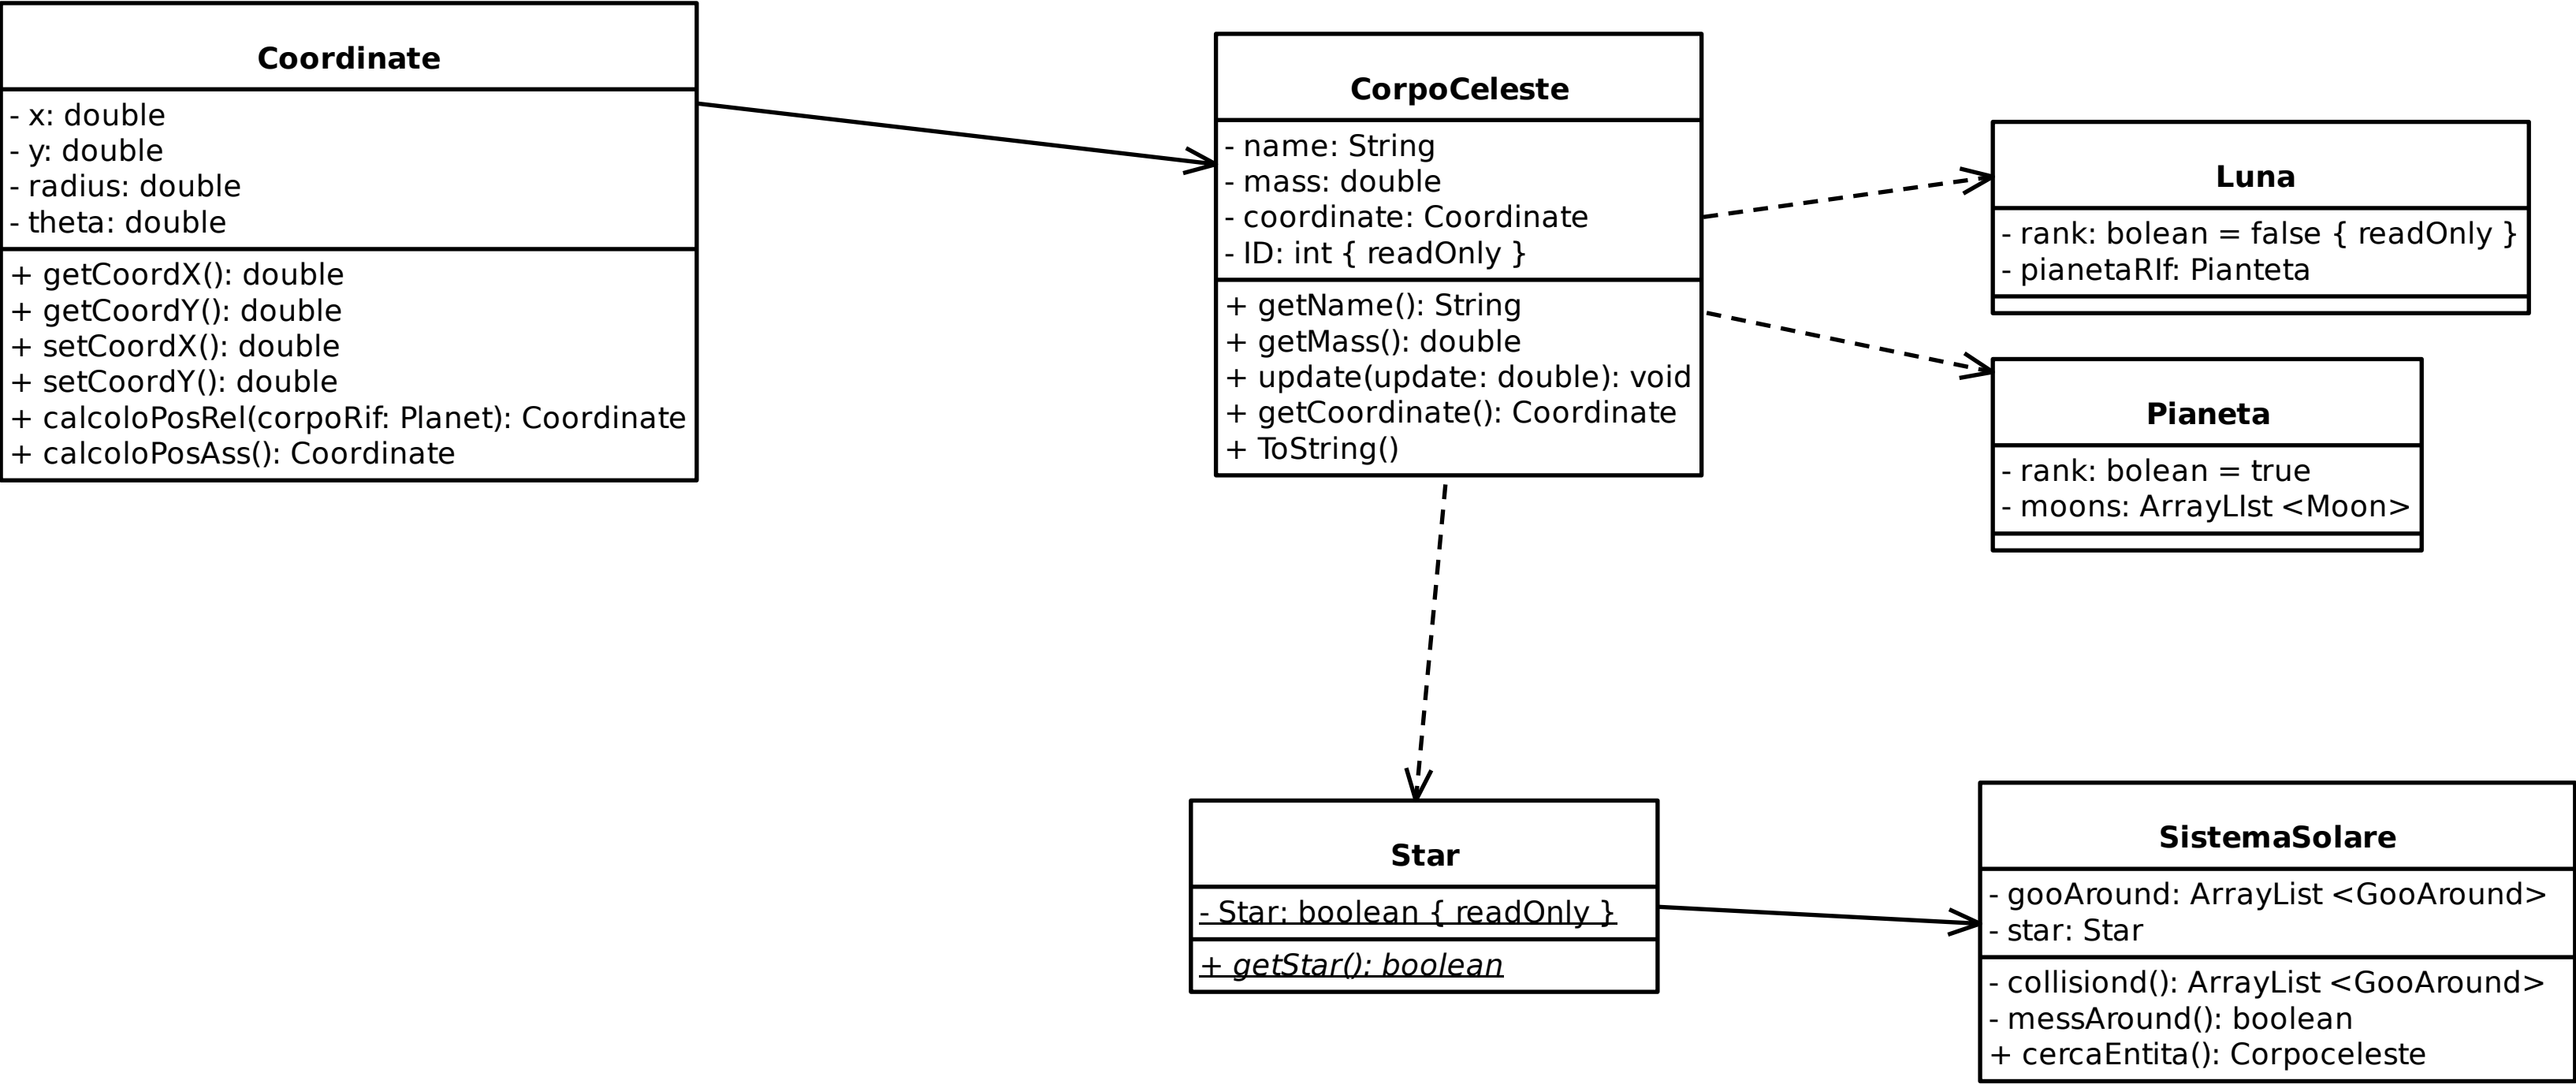 Coordinate
- x: double
- y: double
- radius: double
- theta: double
+ getCoordX(): double
+ getCoordY(): double
+ setCoordX(): double
+ setCoordY(): double
+ calcoloPosRel(corpoRif: Planet): Coordinate
+ calcoloPosAss(): Coordinate
CorpoCeleste
- name: String
- mass: double
- coordinate: Coordinate
- ID: int { readOnly }
+ getName(): String
+ getMass(): double
+ update(update: double): void
+ getCoordinate(): Coordinate
+ ToString()
Luna
- rank: bolean = false { readOnly }
- pianetaRIf: Pianteta
Pianeta
- rank: bolean = true
- moons: ArrayLIst <Moon>
Star
- Star: boolean { readOnly }
+ getStar(): boolean
SistemaSolare
- gooAround: ArrayList <GooAround>
- star: Star
- collisiond(): ArrayList <GooAround>
- messAround(): boolean
+ cercaEntita(): Corpoceleste